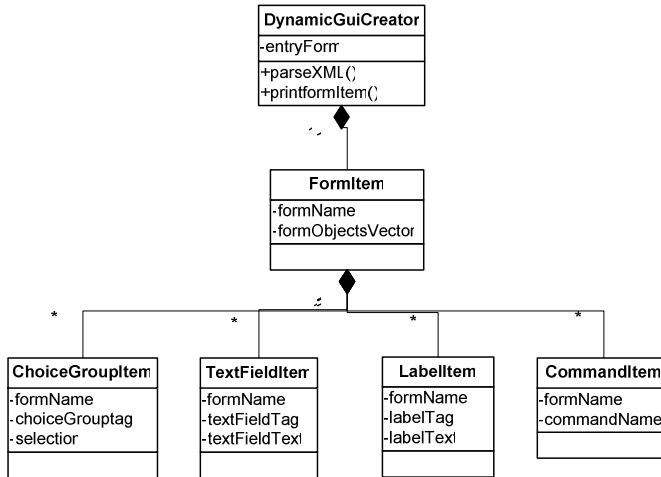 DynamicGuiCreator
-entryForm
+parseXML()
+printformItem()
FormItem
-formName
-formObjectsVector
*
*
*
*
ChoiceGroupItem
-formName
-choiceGrouptag
-selection
TextFieldItem
-formName
-textFieldTag
-textFieldText
LabelItem
-formName
-labelTag
-labelText
CommandItem
-formName
-commandName